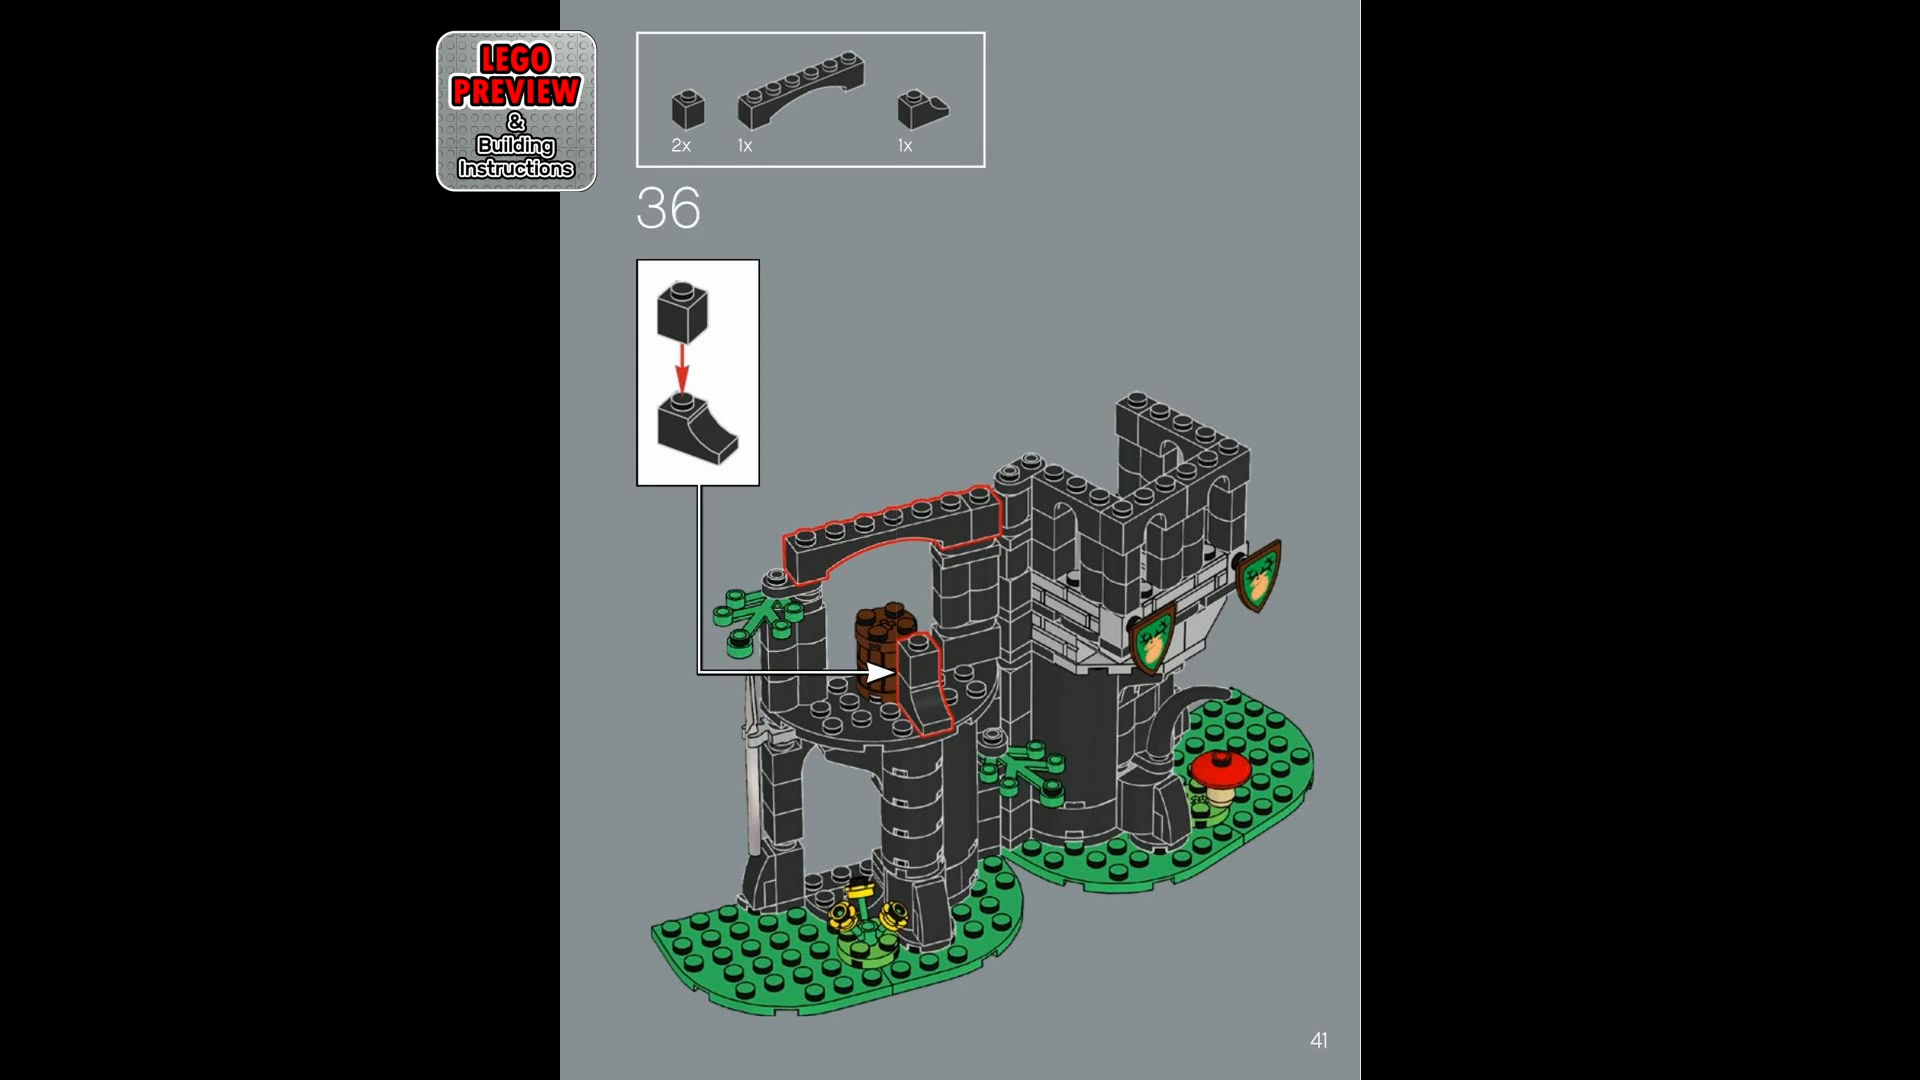 LEGO
PREVIEW
&
Building
Instructions
2x 1x 1x
36
41